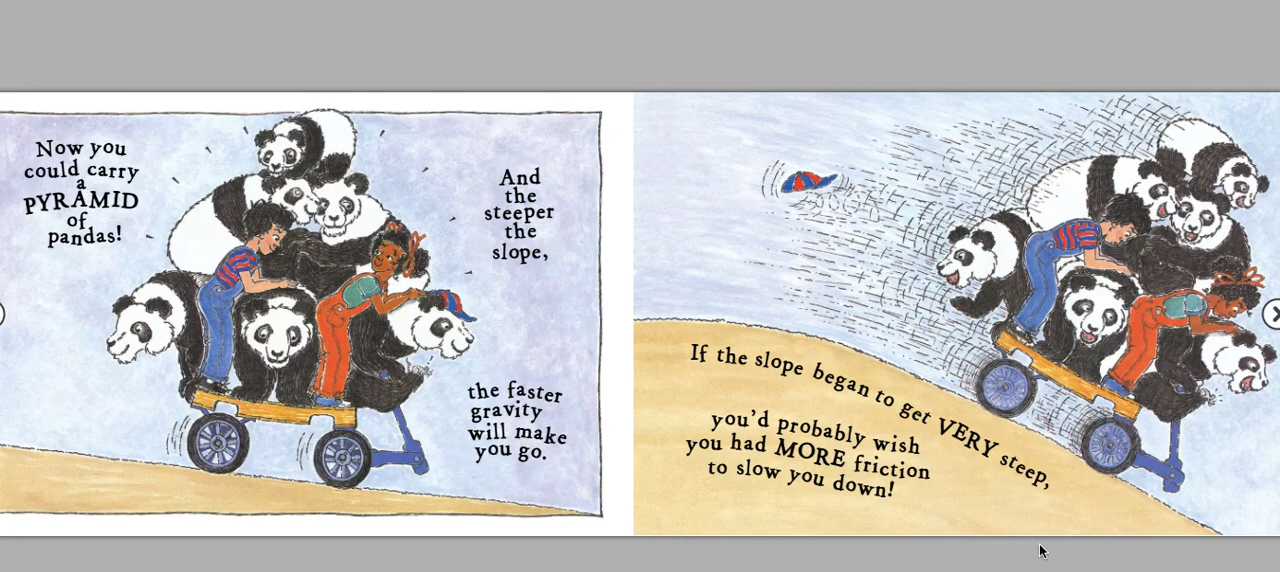 Now you
could carry
a
PYRAMID
of
pandas!
And
the
steeper
the
slope,
the faster
gravity
will make
you go.
If the slope began to get VERY steep,
you'd probably wish
you had MORE friction
to slow you down!